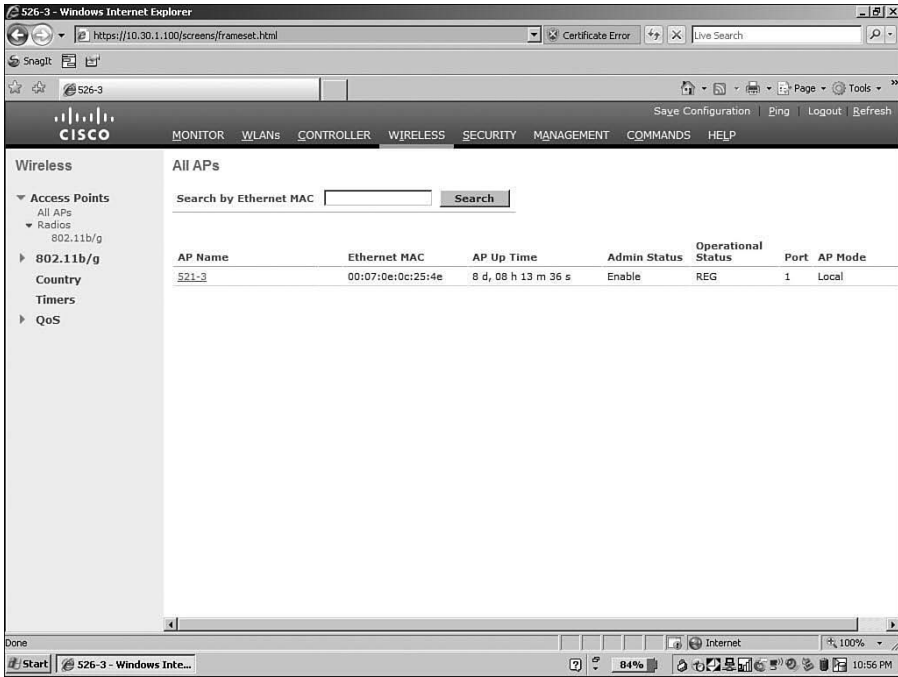 526-3 - Windows Internet Explorer
https://10.30.1.100/screens/frameset.html
Certificate Error
Live Search
SnagIt
526-3
Page
Tools
Save Configuration | Ping | Logout | Refresh
CISCO
MONITOR WLANs CONTROLLER WIRELESS SECURITY MANAGEMENT COMMANDS HELP
Wireless
Access Points
All APs
Radios
802.11b/g
802.11b/g
Country
Timers
QoS
All APs
Search by Ethernet MAC
Search
AP Name Ethernet MAC AP Up Time Admin Status Operational Status Port AP Mode
521-3 00:07:0e:0c:25:4e 8 d, 08 h 13 m 36 s Enable REG 1 Local
Done
Internet
100%
Start
526-3 - Windows Inte...
84%
10:56 PM